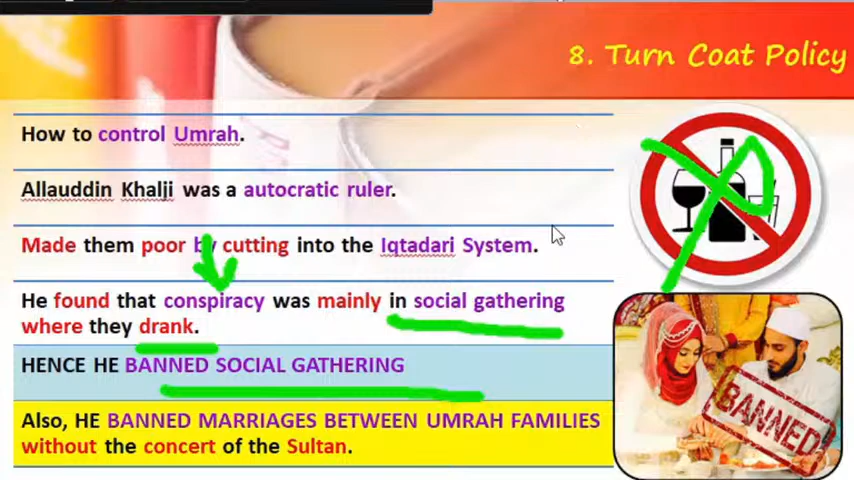 8. Turn Coat Policy
How to control Umrah.
Allauddin Khalji was a autocratic ruler.
Made them poor by cutting into the Iqtadari System.
He found that conspiracy was mainly in social gathering
where they drank.
HENCE HE BANNED SOCIAL GATHERING
Also, HE BANNED MARRIAGES BETWEEN UMRAH FAMILIES
without the concert of the Sultan.
BANNED